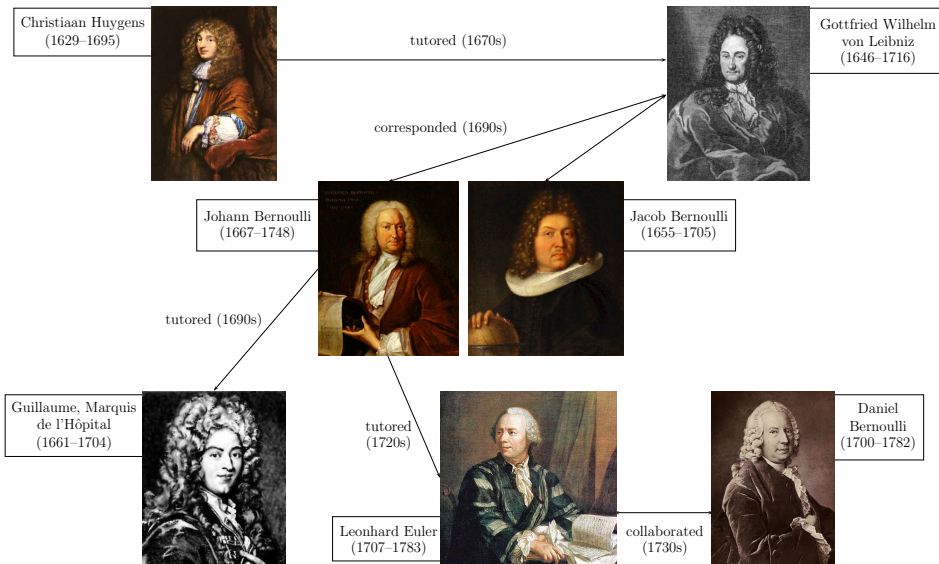 Christiaan Huygens
(1629–1695)
tutored (1670s)
Gottfried Wilhelm
von Leibniz
(1646–1716)
corresponded (1690s)
Johann Bernoulli
(1667–1748)
Jacob Bernoulli
(1655–1705)
tutored (1690s)
Guillaume, Marquis
de l'Hôpital
(1661–1704)
tutored
(1720s)
Daniel
Bernoulli
(1700–1782)
Leonhard Euler
(1707–1783)
collaborated
(1730s)